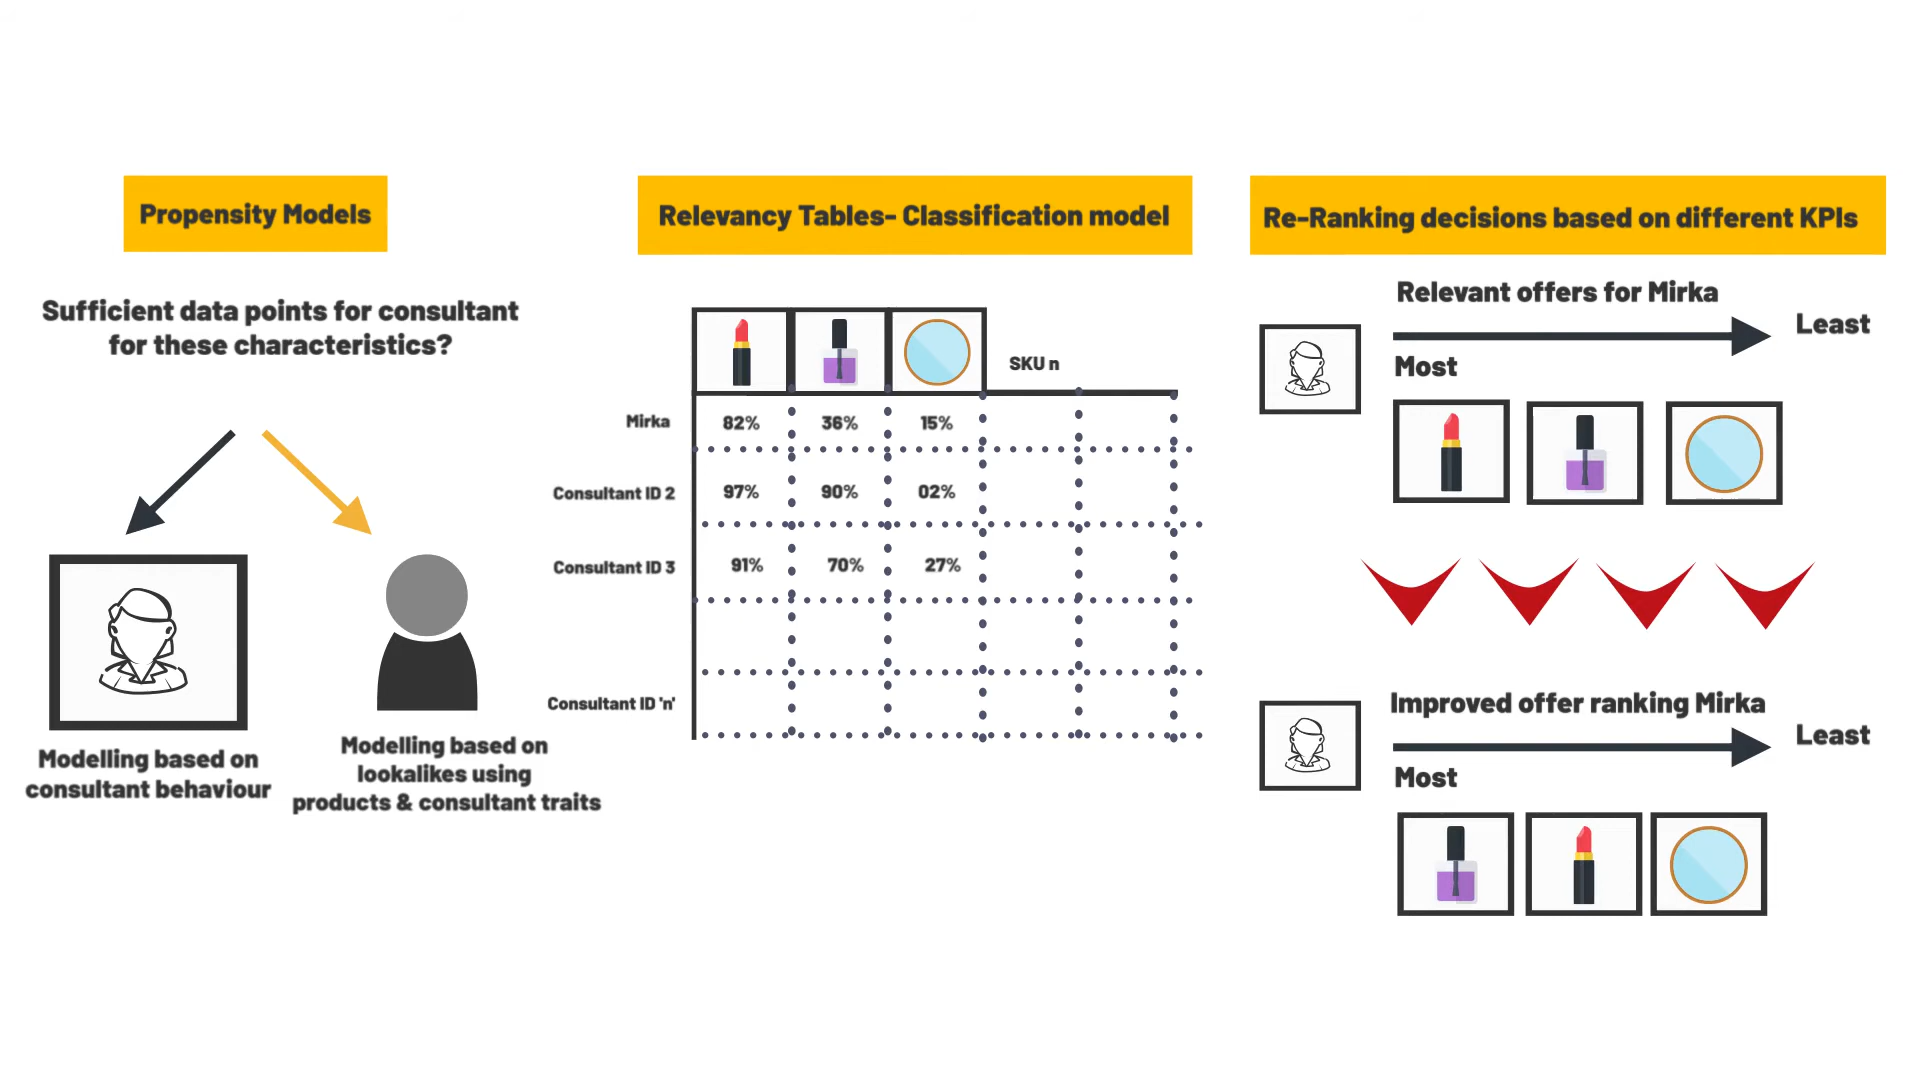 Propensity Models
Sufficient data points for consultant
for these characteristics?
Modelling based on
consultant behaviour
Modelling based on
lookalikes using
products & consultant traits
Relevancy Tables- Classification model
SKU n
Mirka 82% 36% 15%
Consultant ID 2 97% 90% 02%
Consultant ID 3 91% 70% 27%
Consultant ID 'n'
Re-Ranking decisions based on different KPIs
Relevant offers for Mirka
Least
Most
Improved offer ranking Mirka
Least
Most